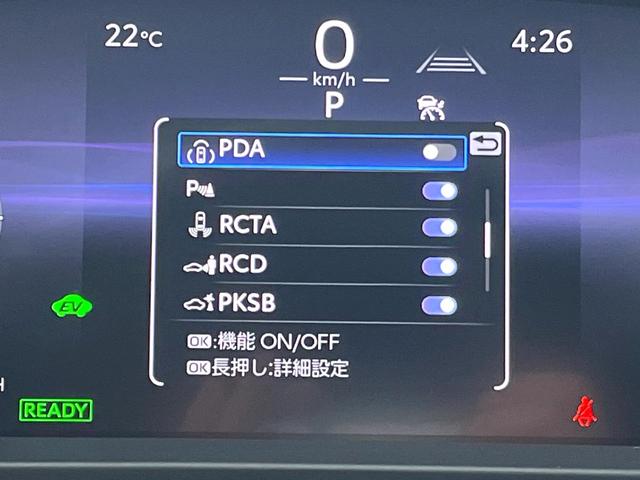 22℃
0
4:26
km/h
P
PDA
P
RCTA
RCD
PKSB
OK:機能 ON/OFF
OK長押し:詳細設定
EV
H
READY